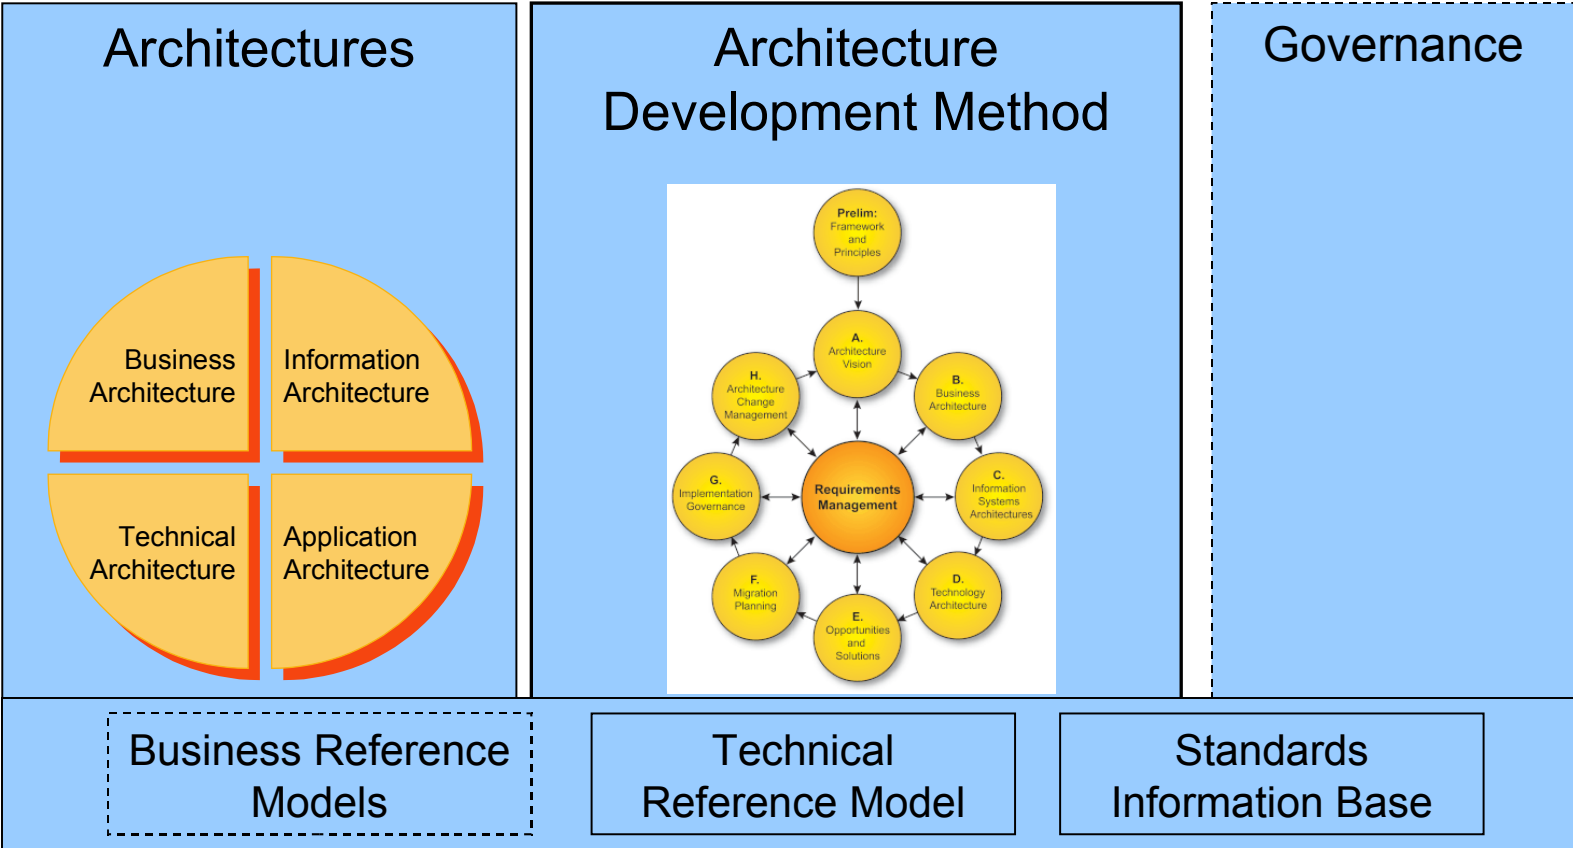 Architectures
Business
Architecture
Information
Architecture
Technical
Architecture
Application
Architecture
Architecture
Development Method
Prelim:
Framework
and
Principles
A.
Architecture
Vision
B.
Business
Architecture
C.
Information
Systems
Architectures
D.
Technology
Architecture
E.
Opportunities
and
Solutions
F.
Migration
Planning
G.
Implementation
Governance
H.
Architecture
Change
Management
Requirements
Management
Governance
Business Reference
Models
Technical
Reference Model
Standards
Information Base